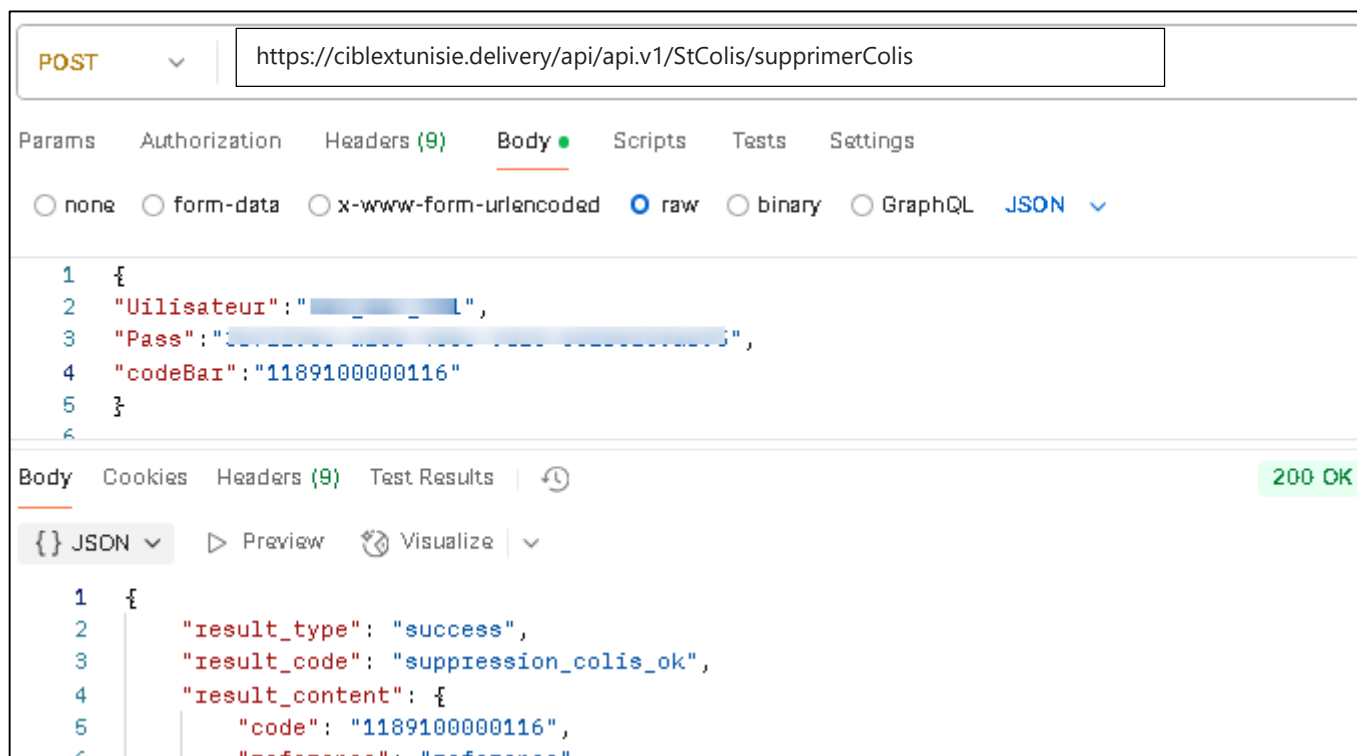 POST https://ciblextunisie.delivery/api/api.v1/StColis/supprimerColis
Params Authorization Headers (9) Body Scripts Tests Settings
none form-data x-www-form-urlencoded raw binary GraphQL JSON
1 {
2 "Uilisateur":"",
3 "Pass":"",
4 "codeBar":"1189100000116"
5 }
6
Body Cookies Headers (9) Test Results 200 OK
{} JSON Preview Visualize
1 {
2 "result_type": "success",
3 "result_code": "suppression_colis_ok",
4 "result_content": {
5 "code": "1189100000116",